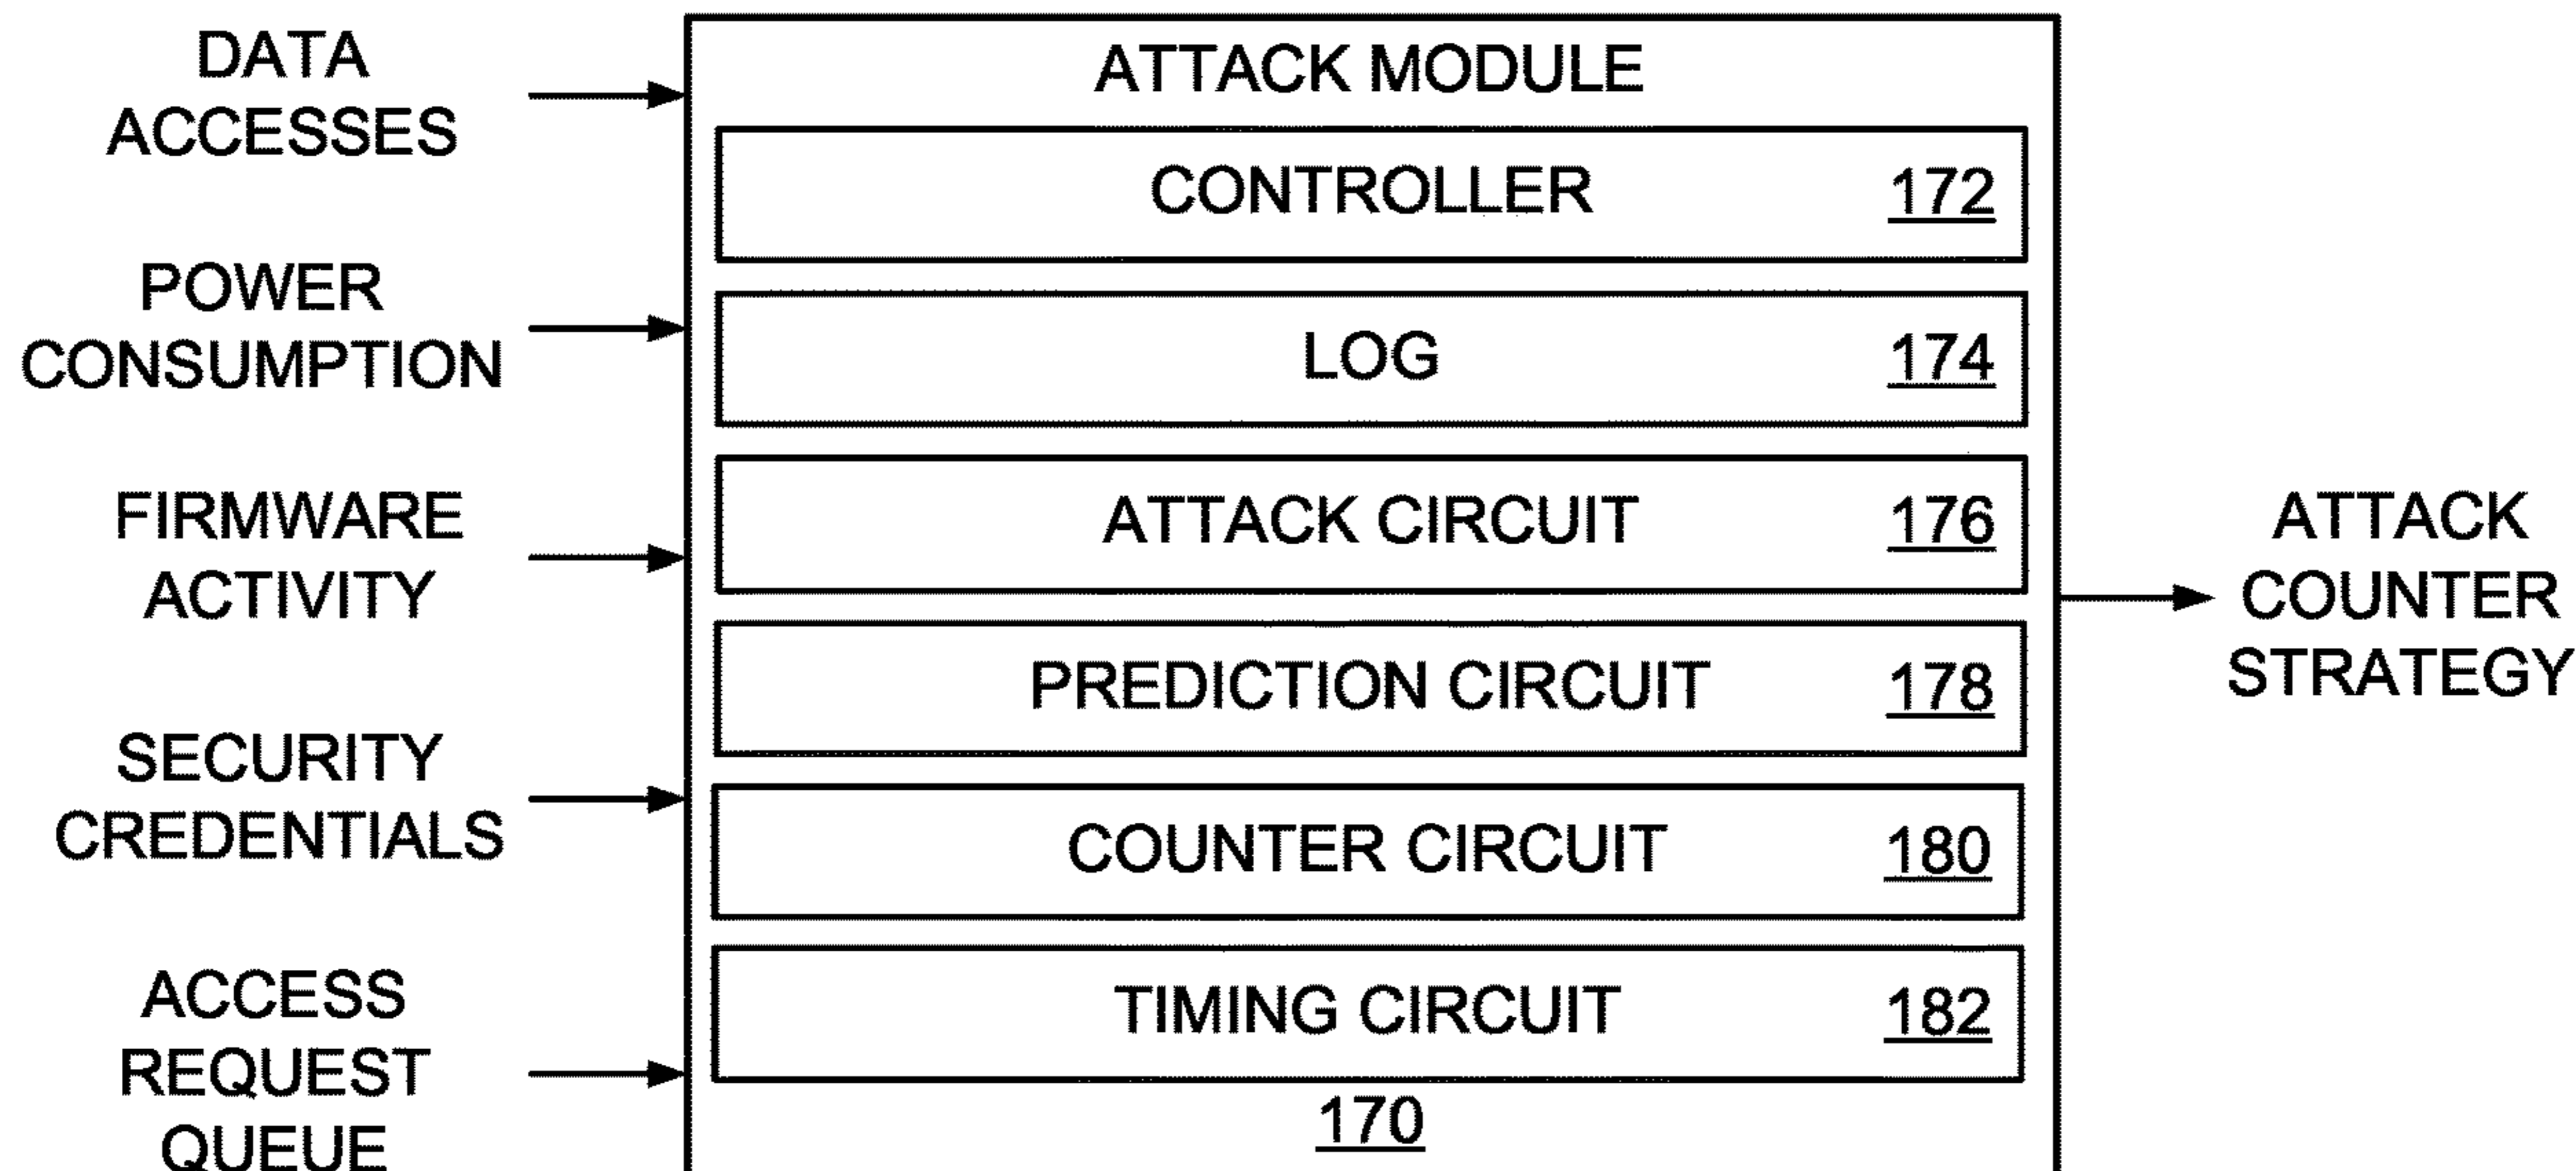 DATA
ACCESSES
POWER
CONSUMPTION
FIRMWARE
ACTIVITY
SECURITY
CREDENTIALS
ACCESS
REQUEST
QUEUE
ATTACK MODULE
CONTROLLER 172
LOG 174
ATTACK CIRCUIT 176
PREDICTION CIRCUIT 178
COUNTER CIRCUIT 180
TIMING CIRCUIT 182
170
ATTACK
COUNTER
STRATEGY